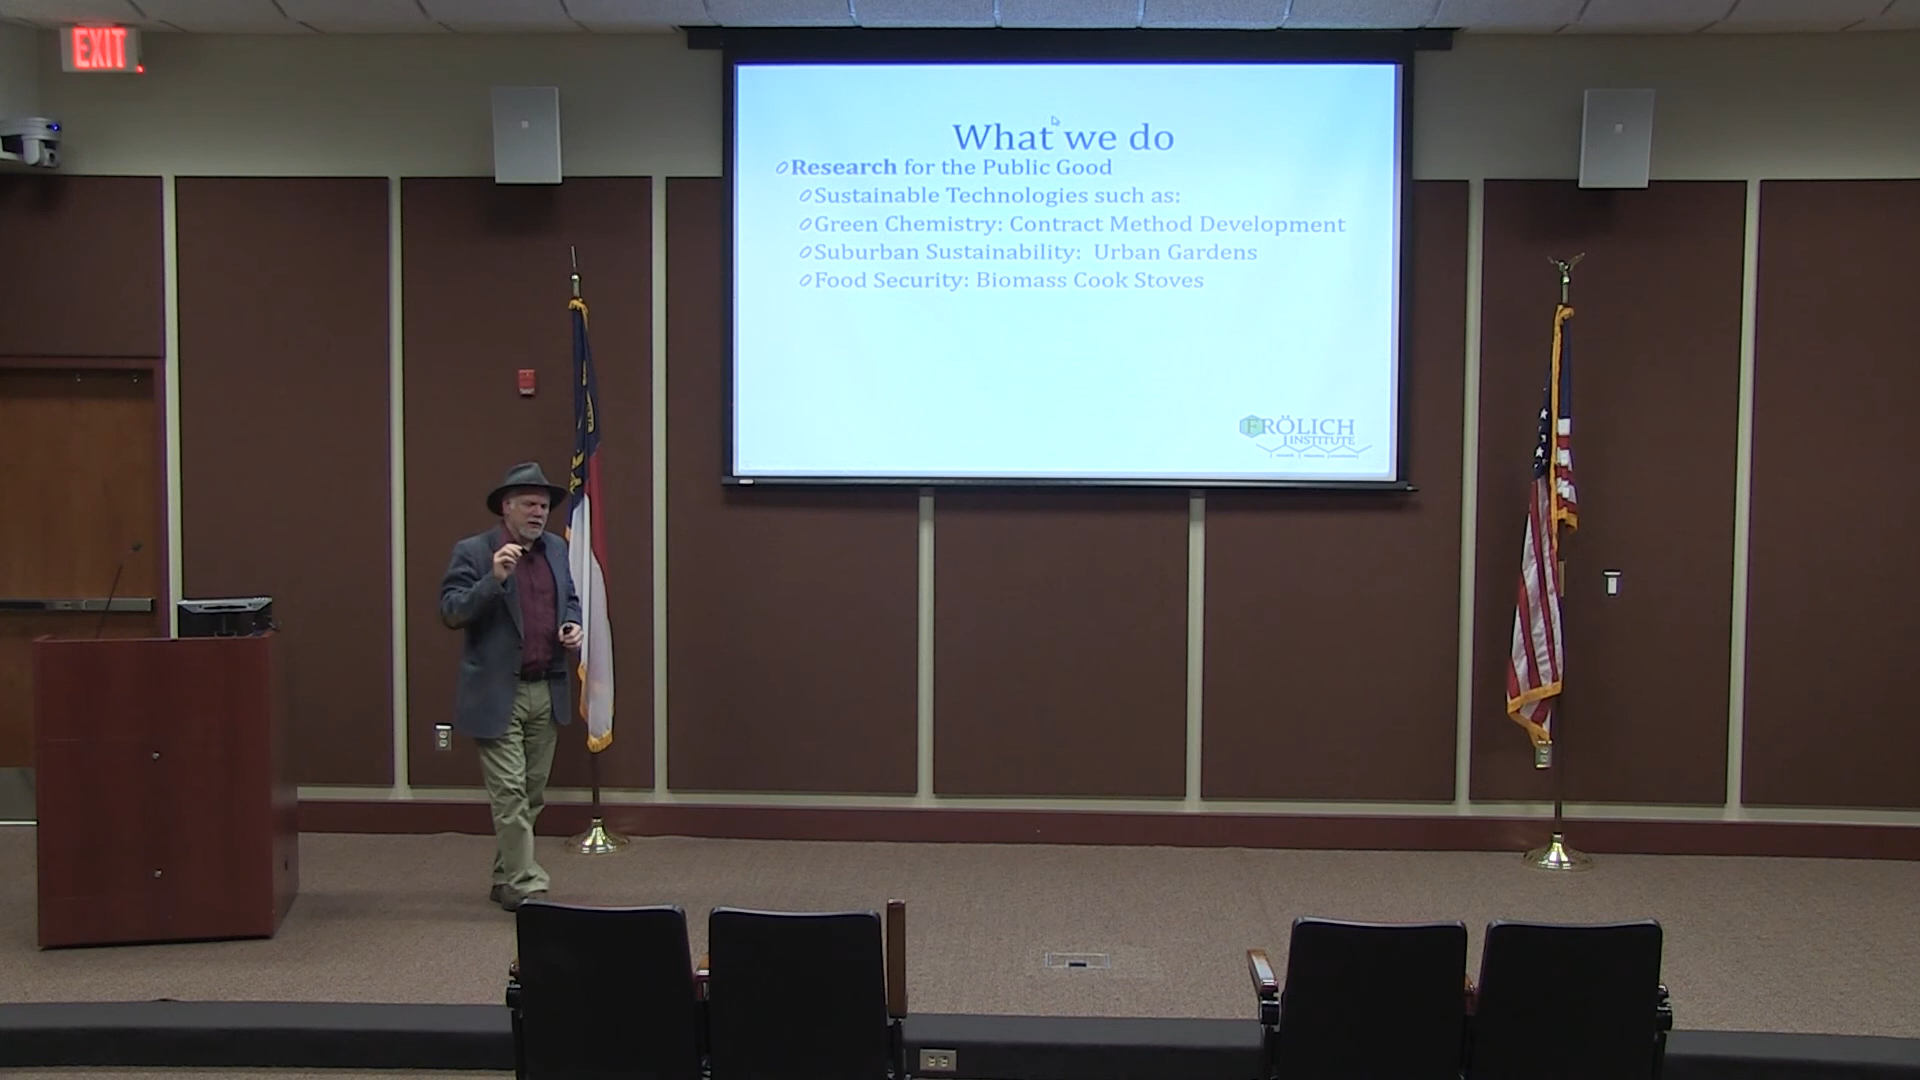 EXIT
What we do
Research for the Public Good
Sustainable Technologies such as:
Green Chemistry: Contract Method Development
Suburban Sustainability: Urban Gardens
Food Security: Biomass Cook Stoves
FRÖLICH
INSTITUTE